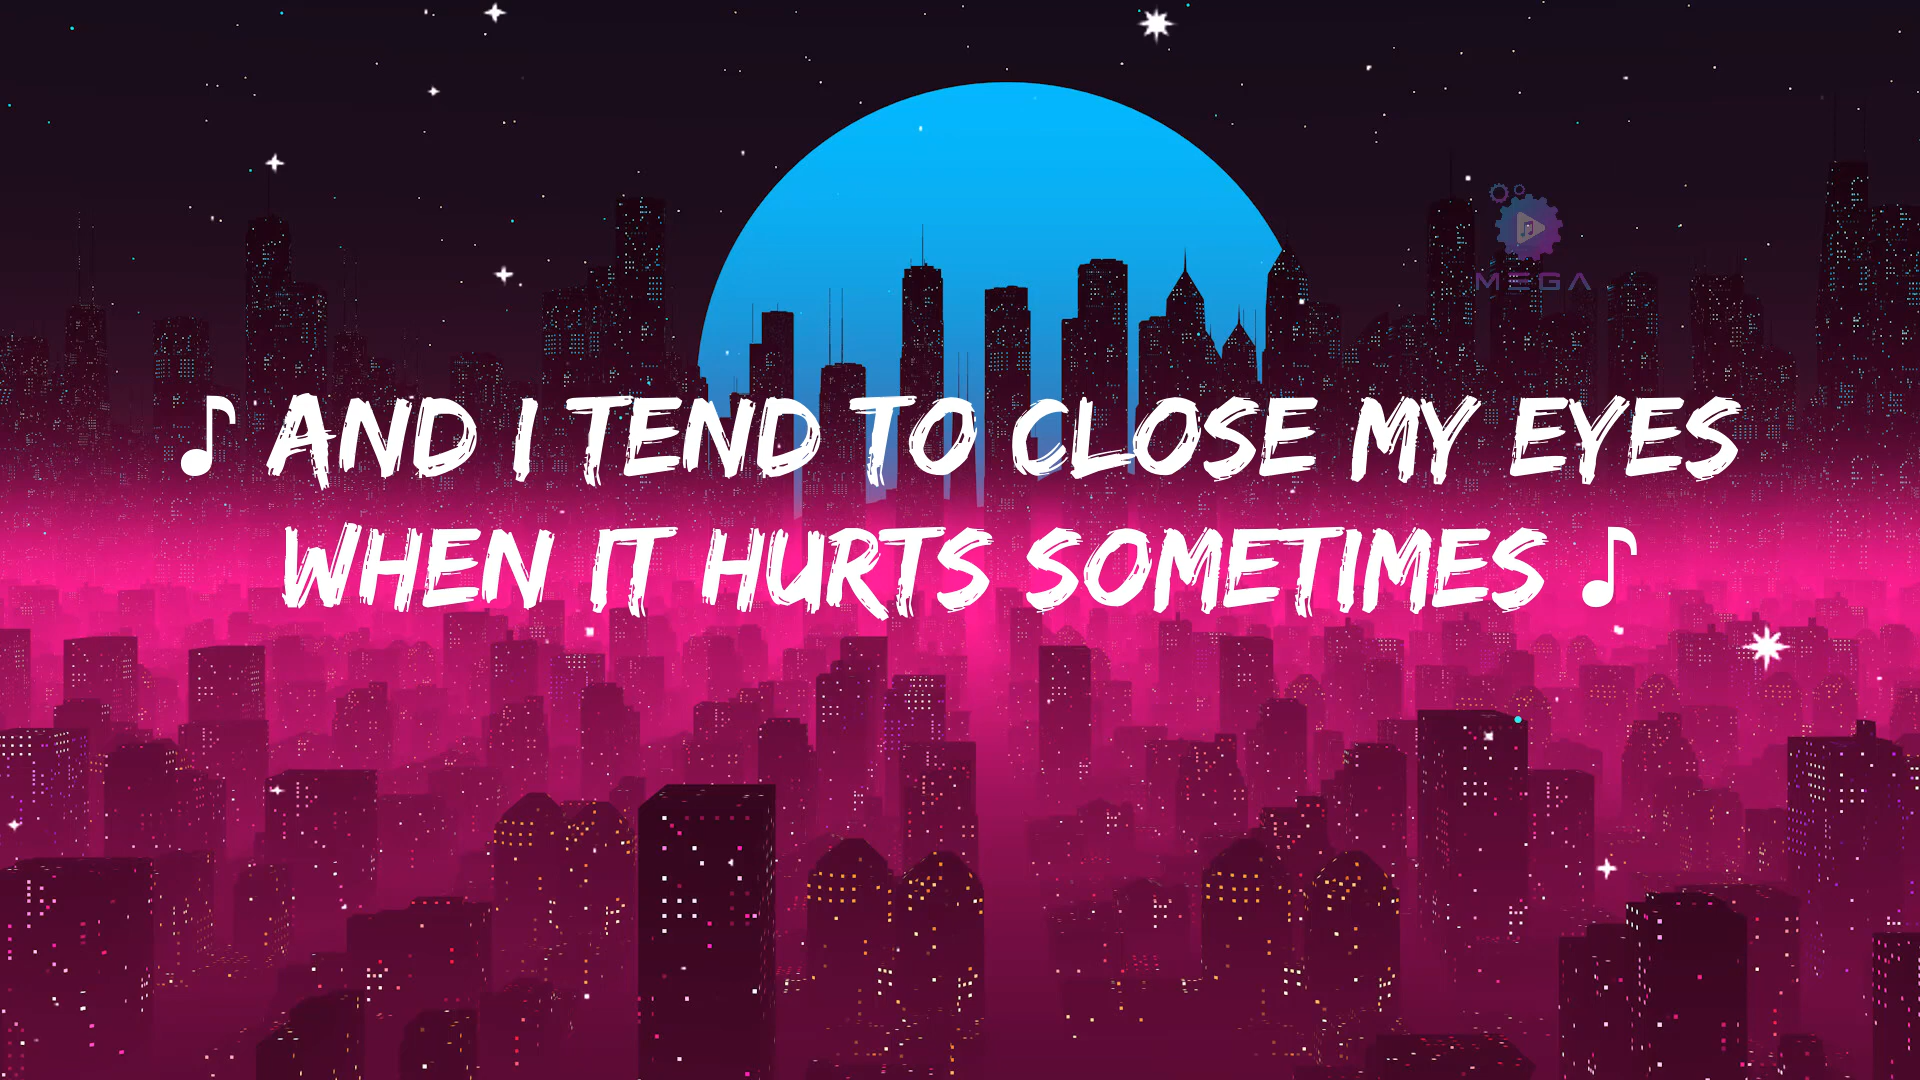 MEGA
♪ AND I TEND TO CLOSE MY EYES
WHEN IT HURTS SOMETIMES ♪